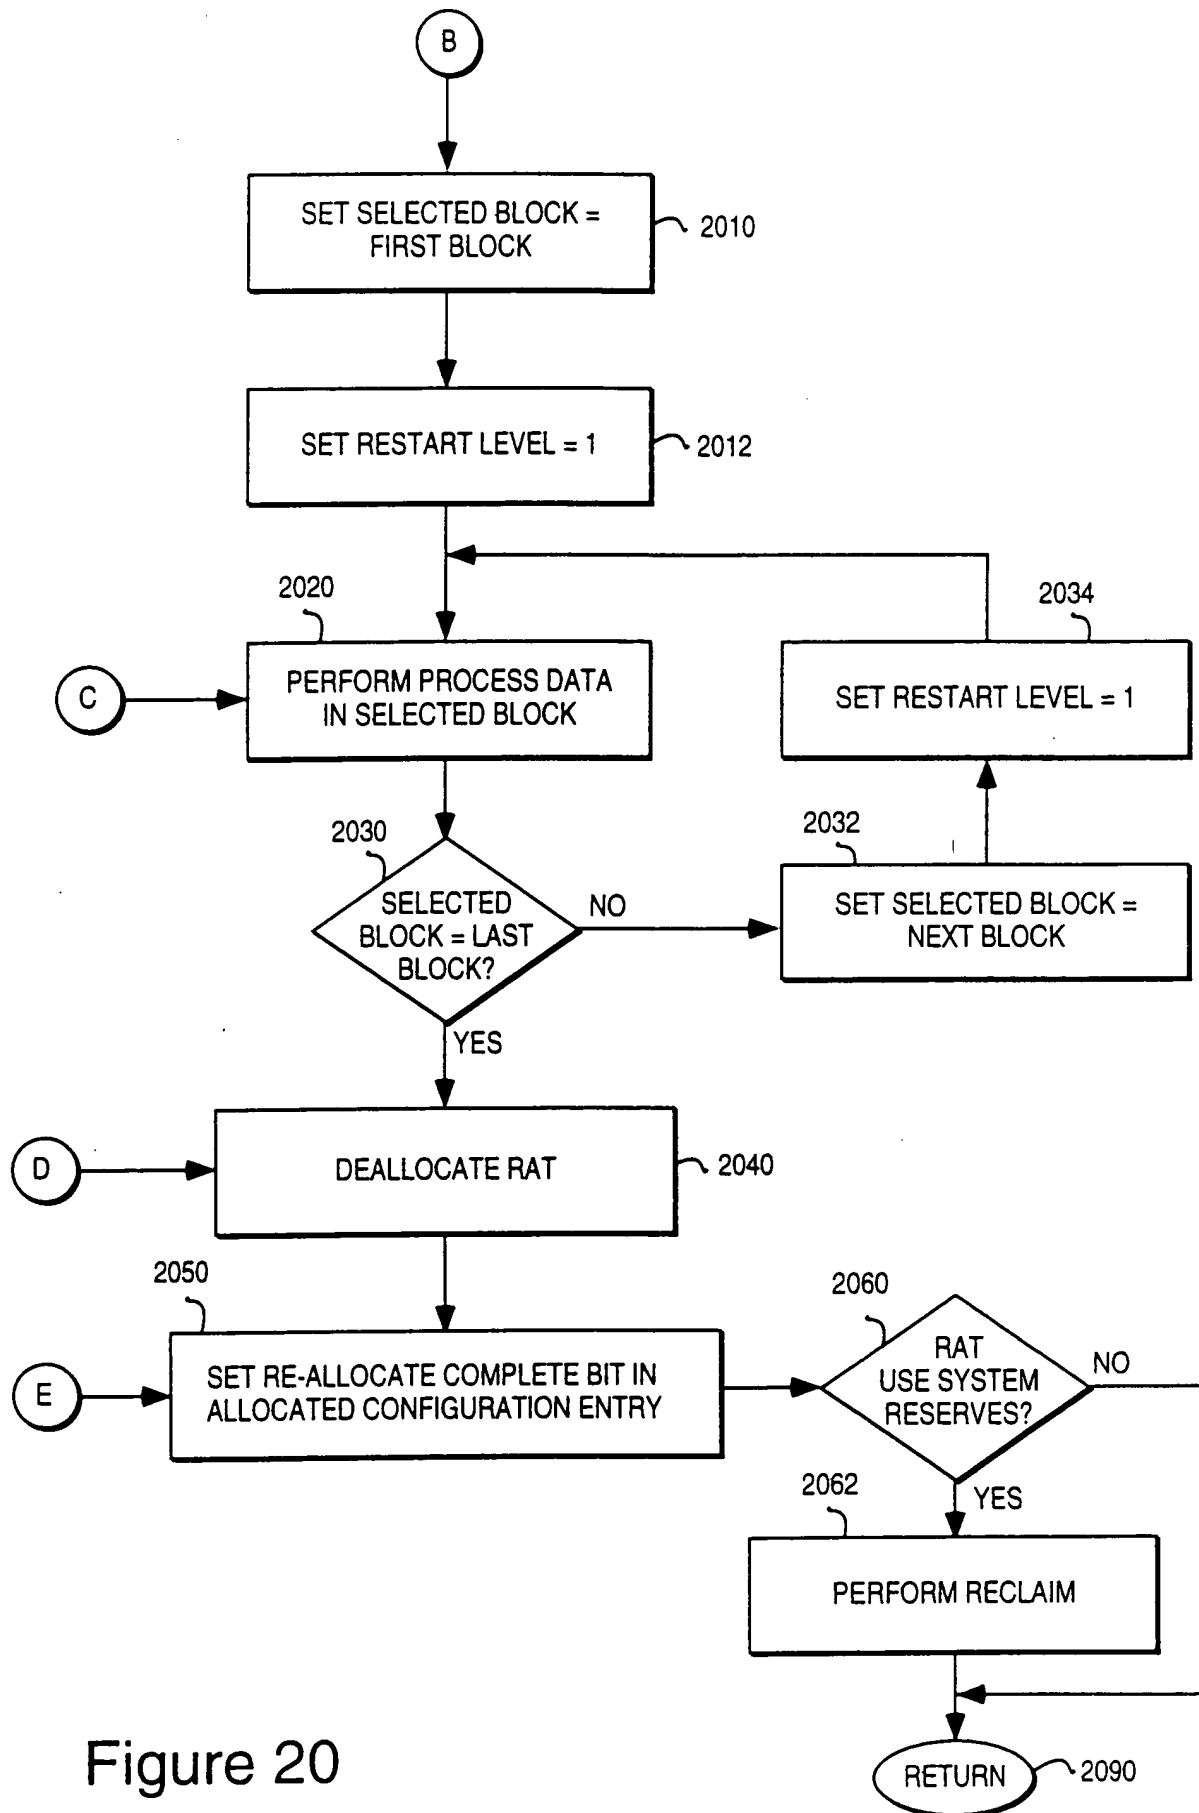 B
SET SELECTED BLOCK =
FIRST BLOCK
2010
SET RESTART LEVEL = 1
2012
2020
2034
C
PERFORM PROCESS DATA
IN SELECTED BLOCK
SET RESTART LEVEL = 1
2030
2032
SELECTED
BLOCK = LAST
BLOCK?
NO
SET SELECTED BLOCK =
NEXT BLOCK
YES
D
DEALLOCATE RAT
2040
2050
2060
E
SET RE-ALLOCATE COMPLETE BIT IN
ALLOCATED CONFIGURATION ENTRY
RAT
USE SYSTEM
RESERVES?
NO
2062
YES
PERFORM RECLAIM
Figure 20
RETURN
2090